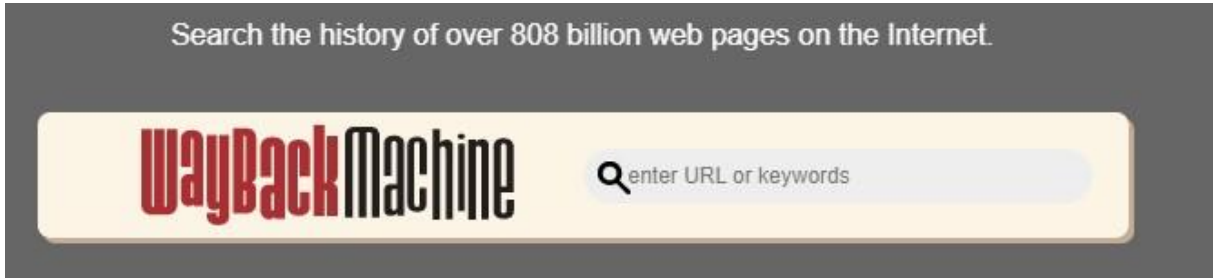 Search the history of over 808 billion web pages on the Internet.
WayBackMachine
enter URL or keywords